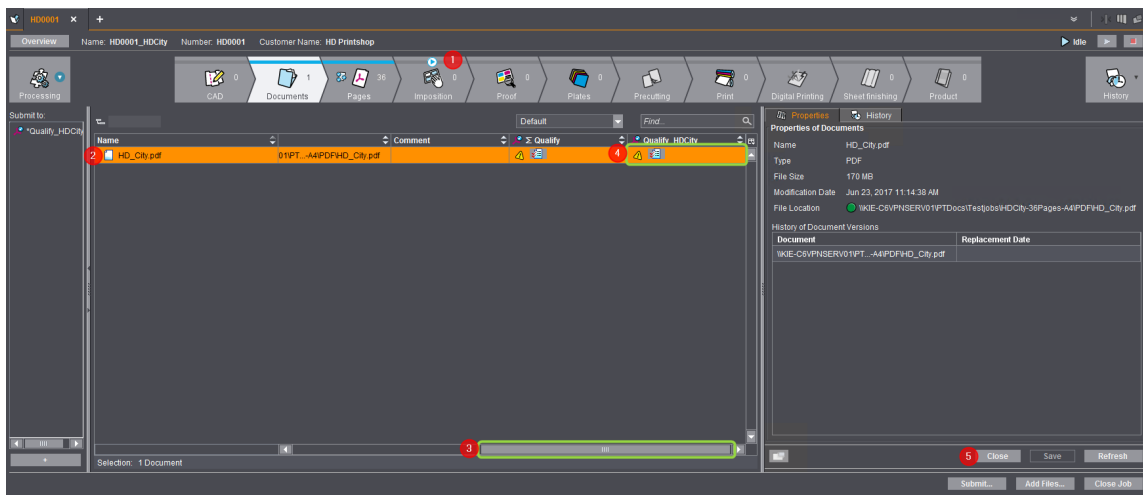 HD0001 × +
Overview Name: HD0001_HDCity Number: HD0001 Customer Name: HD Printshop Idle
1
Processing CAD 0 Documents 1 Pages 36 Imposition 0 Proof 0 Plates 0 Precutting Print 0 Digital Printing Sheet finishing 0 Product 0 History
Submit to:
*Qualify_HDCity
Default Find...
Name Comment Σ Qualify Qualify_HDCity
2 HD_City.pdf 01\PT...-A4\PDF\HD_City.pdf 4
3
Selection: 1 Document
+
Properties History
Properties of Documents
Name HD_City.pdf
Type PDF
File Size 170 MB
Modification Date Jun 23, 2017 11:14:38 AM
File Location \\KIE-C6VPNSERV01\PTDocs\Testjobs\HDCity-36Pages-A4\PDF\HD_City.pdf
History of Document Versions
Document Replacement Date
\\KIE-C6VPNSERV01\PT...-A4\PDF\HD_City.pdf
5 Close Save Refresh
Submit... Add Files... Close Job